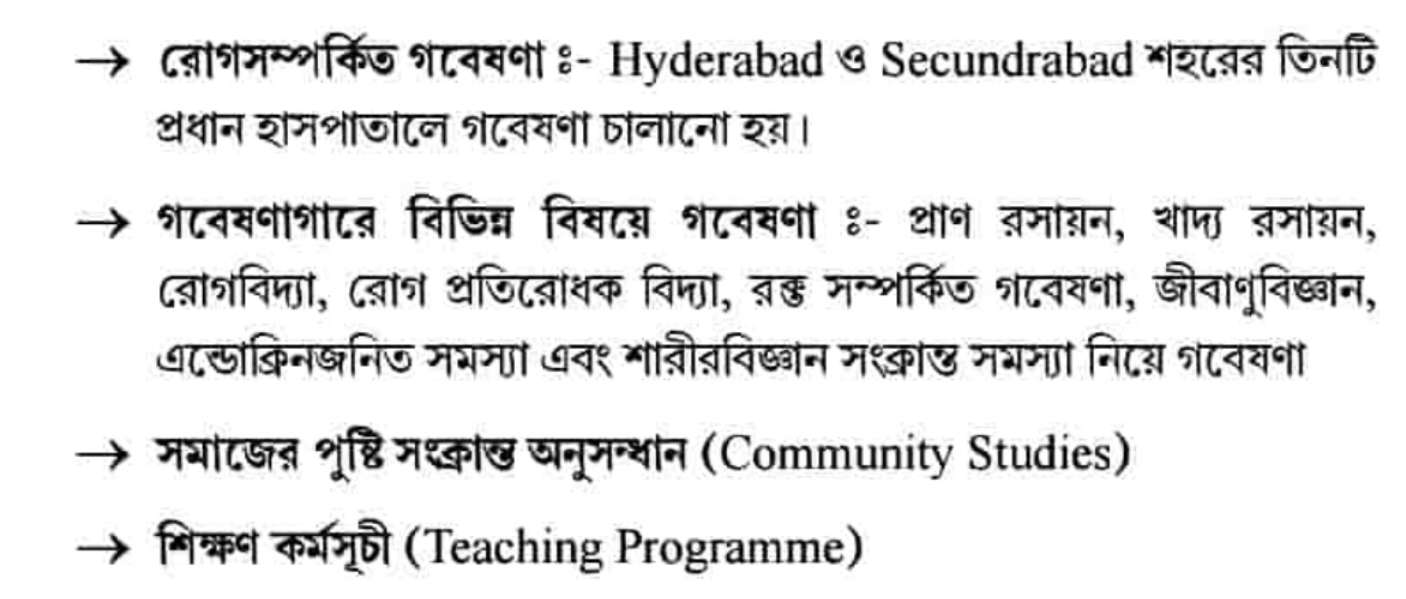 → রোগসম্পর্কিত গবেষণা ঃ- Hyderabad ও Secundrabad শহরের তিনটি
প্রধান হাসপাতালে গবেষণা চালানো হয়।
→ গবেষণাগারে বিভিন্ন বিষয়ে গবেষণা ঃ- প্রাণ রসায়ন, খাদ্য রসায়ন,
রোগবিদ্যা, রোগ প্রতিরোধক বিদ্যা, রক্ত সম্পর্কিত গবেষণা, জীবাণুবিজ্ঞান,
এন্ডোক্রিনজনিত সমস্যা এবং শারীরবিজ্ঞান সংক্রান্ত সমস্যা নিয়ে গবেষণা
→ সমাজের পুষ্টি সংক্রান্ত অনুসন্ধান (Community Studies)
→ শিক্ষণ কর্মসূচী (Teaching Programme)